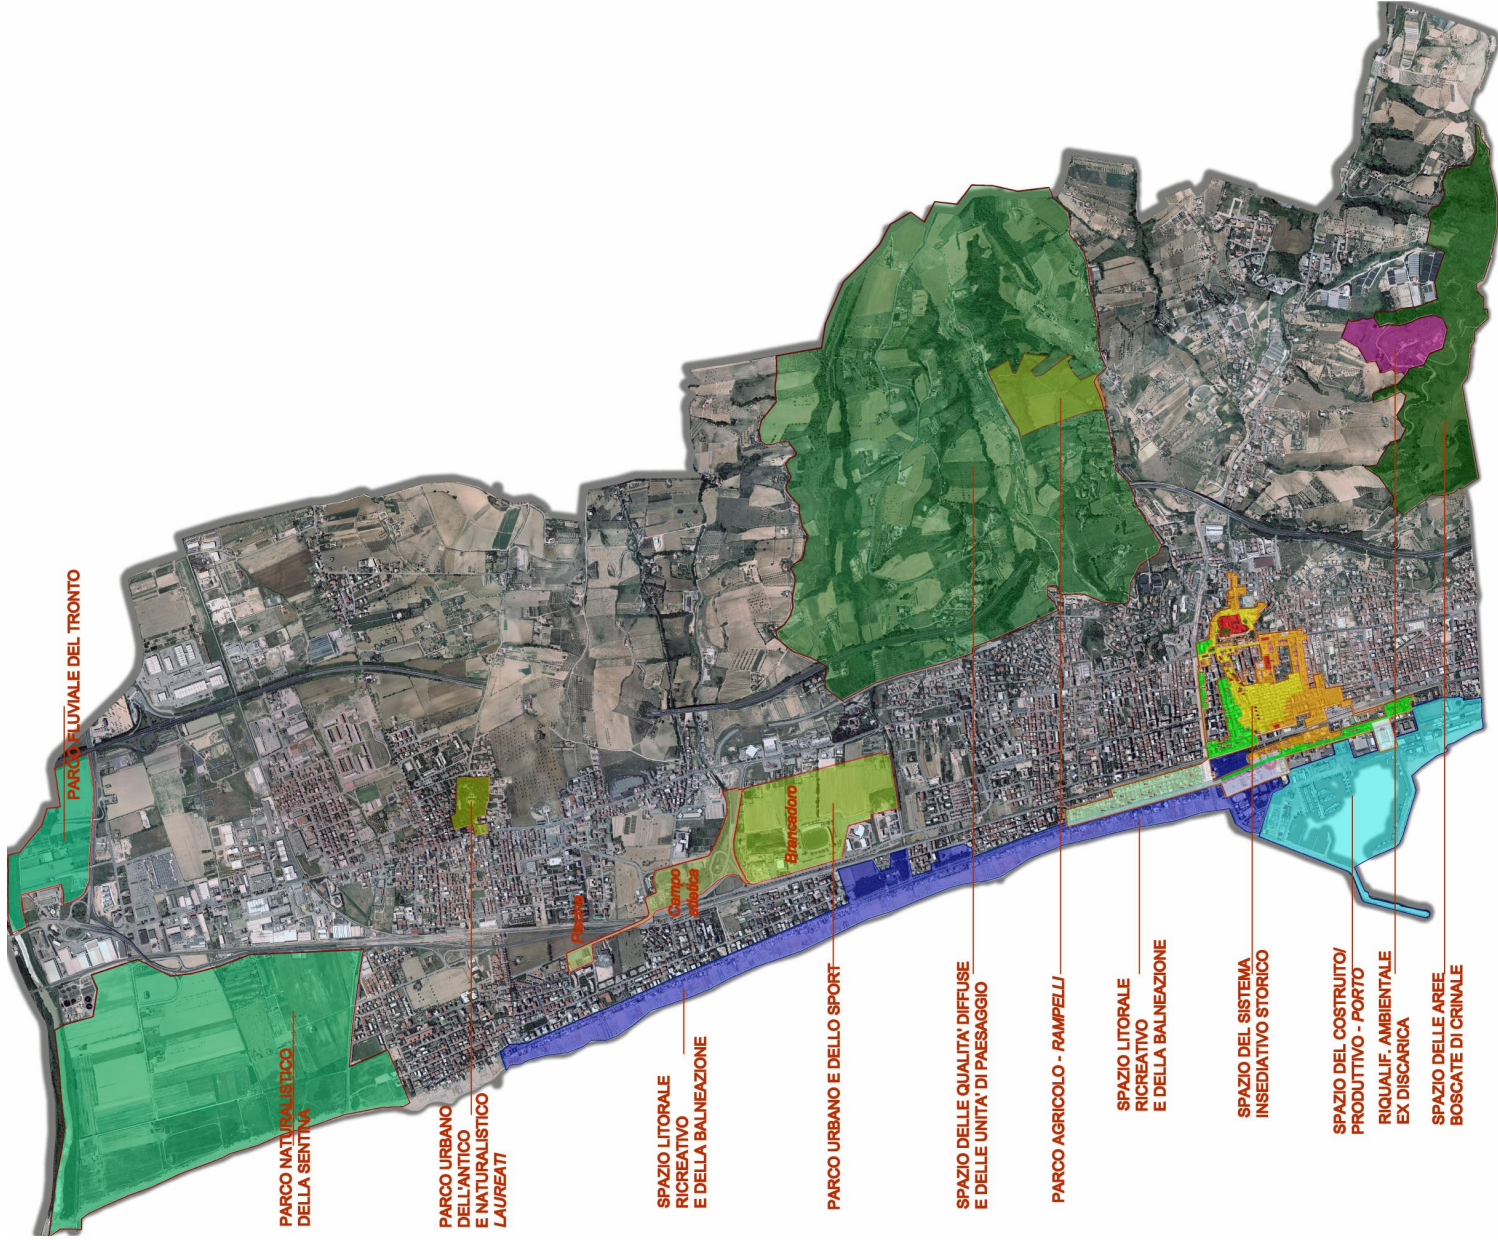 PARCO FLUVIALE DEL TRONTO
PARCO NATURALISTICO
DELLA SENTINA
PARCO URBANO
DELL'ANTICO
E NATURALISTICO
LAUREATI
Piscina
Campo
atletica
Brancadoro
SPAZIO LITORALE
RICREATIVO
E DELLA BALNEAZIONE
PARCO URBANO E DELLO SPORT
SPAZIO DELLE QUALITA' DIFFUSE
E DELLE UNITA' DI PAESAGGIO
PARCO AGRICOLO - RAMPELLI
SPAZIO LITORALE
RICREATIVO
E DELLA BALNEAZIONE
SPAZIO DEL SISTEMA
INSEDIATIVO STORICO
SPAZIO DEL COSTRUITO/
PRODUTTIVO - PORTO
RIQUALIF. AMBIENTALE
EX DISCARICA
SPAZIO DELLE AREE
BOSCATE DI CRINALE